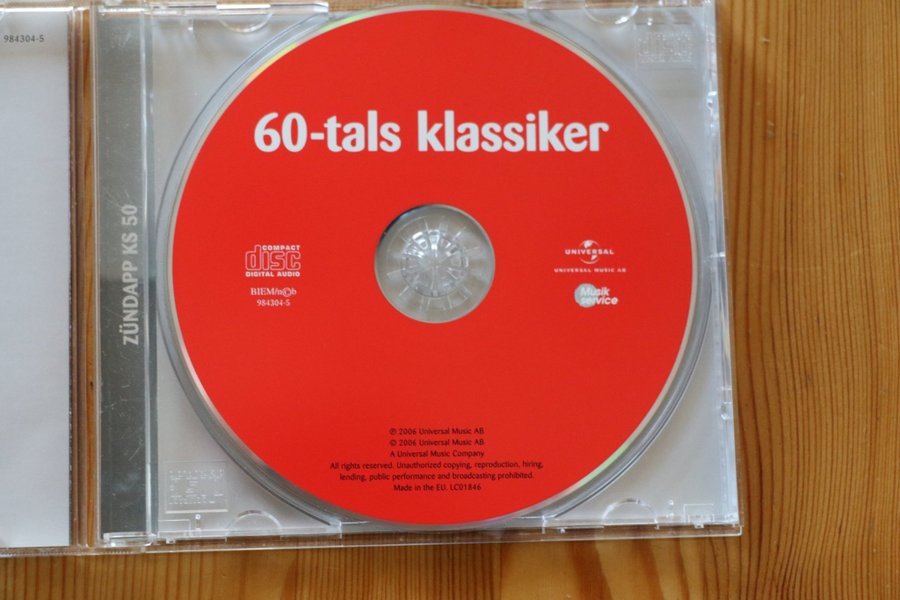 984304-5
ZÜNDAPP KS 50
60-tals klassiker
COMPACT
disc
DIGITAL AUDIO
BIEM/n©b
984304-5
UNIVERSAL
UNIVERSAL MUSIC AB
Musik
service
℗ 2006 Universal Music AB
© 2006 Universal Music AB
A Universal Music Company
All rights reserved. Unauthorized copying, reproduction, hiring,
lending, public performance and broadcasting prohibited.
Made in the EU. LC01846